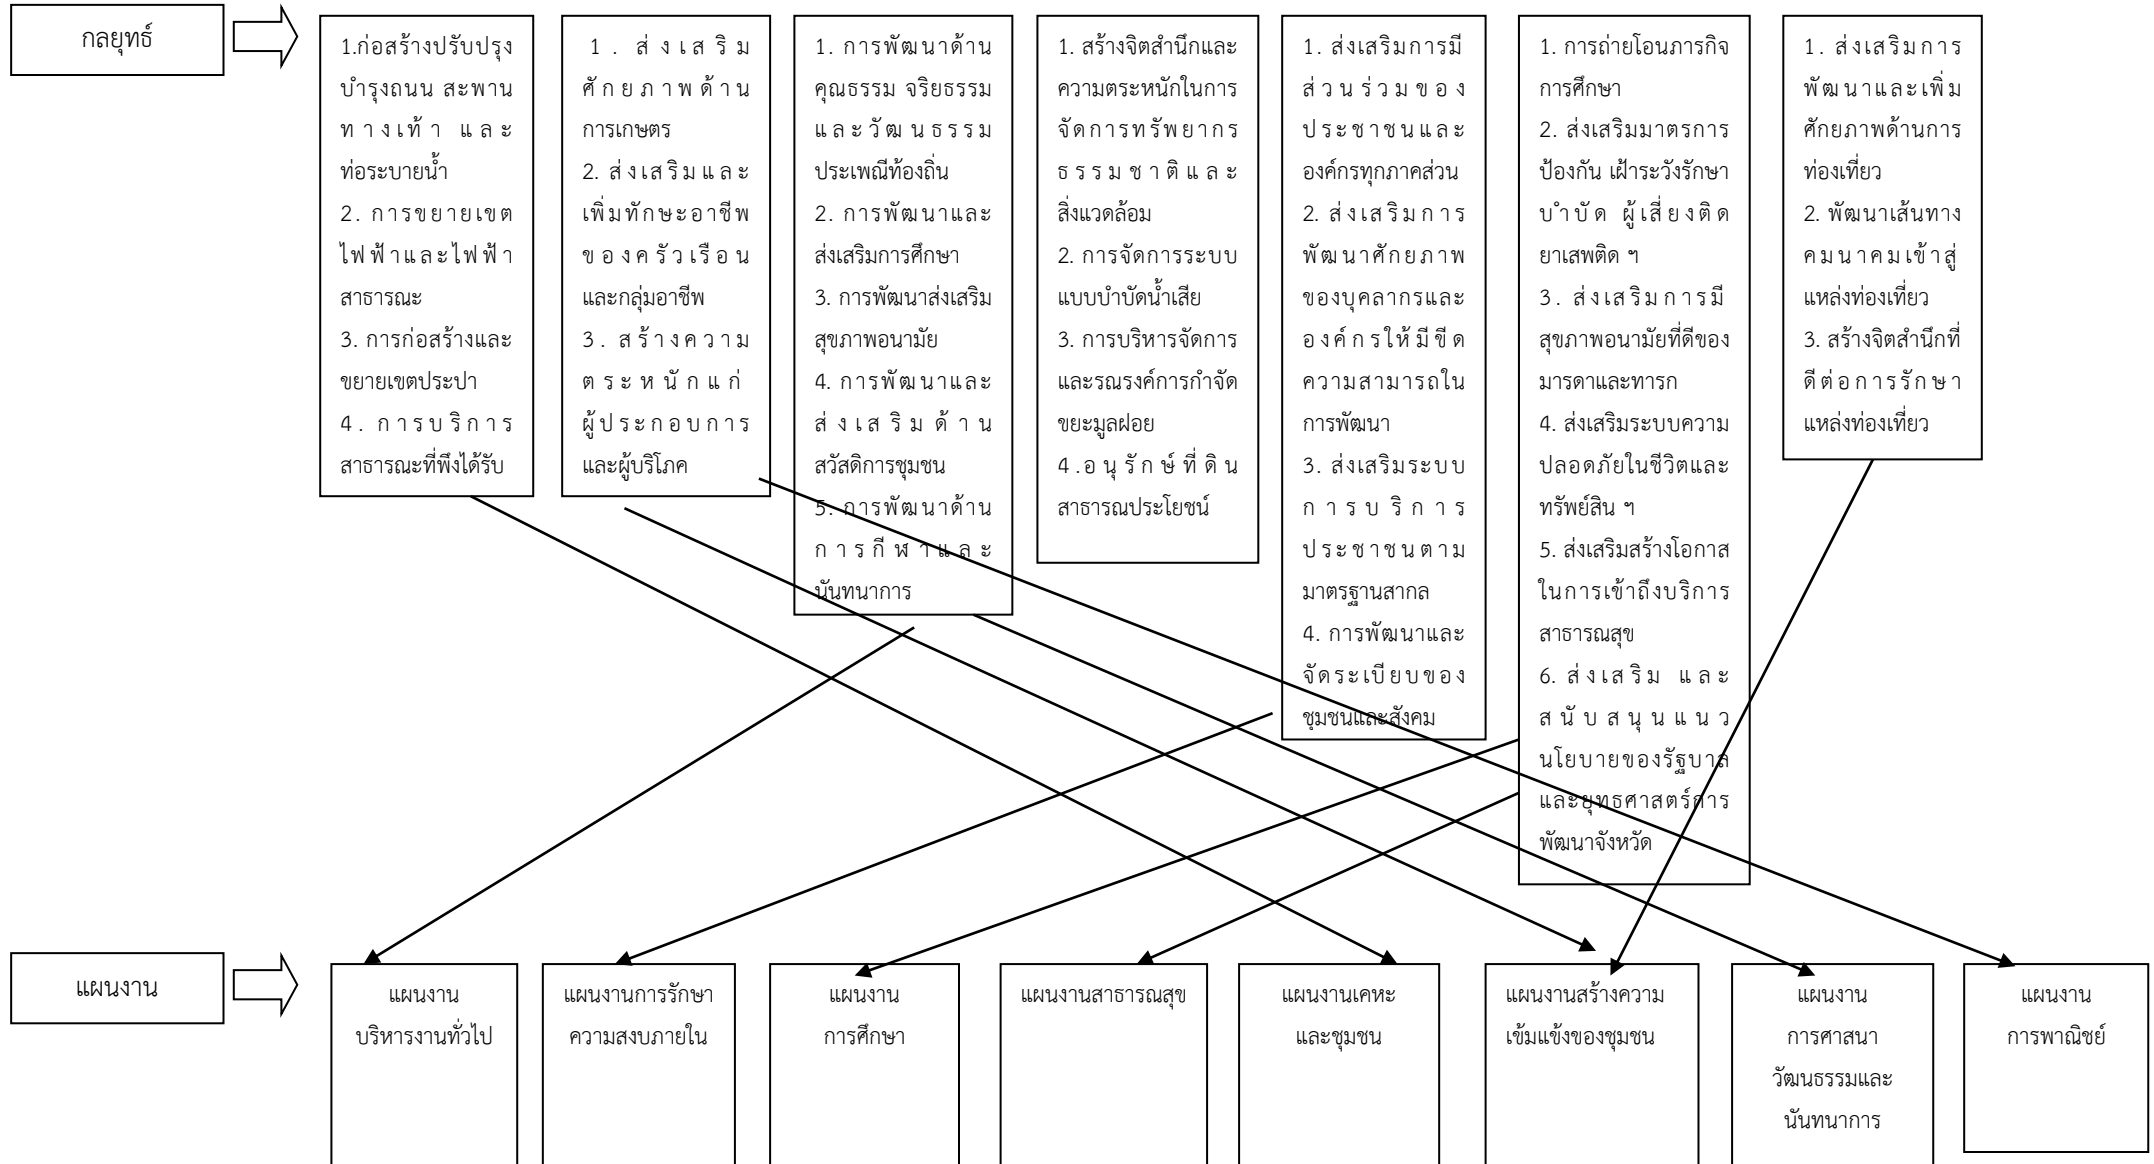 กลยุทธ์
1.ก่อสร้างปรับปรุง
บำรุงถนน สะพาน
ทางเท้า และ
ท่อระบายน้ำ
2. การขยายเขต
ไฟฟ้าและไฟฟ้า
สาธารณะ
3. การก่อสร้างและ
ขยายเขตประปา
4. การบริการ
สาธารณะที่พึงได้รับ
1. ส่งเสริม
ศักยภาพด้าน
การเกษตร
2. ส่งเสริมและ
เพิ่มทักษะอาชีพ
ของครัวเรือน
และกลุ่มอาชีพ
3. สร้างความ
ตระหนักแก่
ผู้ประกอบการ
และผู้บริโภค
1. การพัฒนาด้าน
คุณธรรม จริยธรรม
และวัฒนธรรม
ประเพณีท้องถิ่น
2. การพัฒนาและ
ส่งเสริมการศึกษา
3. การพัฒนาส่งเสริม
สุขภาพอนามัย
4. การพัฒนาและ
ส่งเสริมด้าน
สวัสดิการชุมชน
5. การพัฒนาด้าน
การกีฬาและ
นันทนาการ
1. สร้างจิตสำนึกและ
ความตระหนักในการ
จัดการทรัพยากร
ธรรมชาติและ
สิ่งแวดล้อม
2. การจัดการระบบ
แบบบำบัดน้ำเสีย
3. การบริหารจัดการ
และรณรงค์การกำจัด
ขยะมูลฝอย
4.อนุรักษ์ที่ดิน
สาธารณประโยชน์
1. ส่งเสริมการมี
ส่วนร่วมของ
ประชาชนและ
องค์กรทุกภาคส่วน
2. ส่งเสริมการ
พัฒนาศักยภาพ
ของบุคลากรและ
องค์กรให้มีขีด
ความสามารถใน
การพัฒนา
3. ส่งเสริมระบบ
การบริการ
ประชาชนตาม
มาตรฐานสากล
4. การพัฒนาและ
จัดระเบียบของ
ชุมชนและสังคม
1. การถ่ายโอนภารกิจ
การศึกษา
2. ส่งเสริมมาตรการ
ป้องกัน เฝ้าระวังรักษา
บำบัด ผู้เสี่ยงติด
ยาเสพติด ฯ
3. ส่งเสริมการมี
สุขภาพอนามัยที่ดีของ
มารดาและทารก
4. ส่งเสริมระบบความ
ปลอดภัยในชีวิตและ
ทรัพย์สิน ฯ
5. ส่งเสริมสร้างโอกาส
ในการเข้าถึงบริการ
สาธารณสุข
6. ส่งเสริม และ
สนับสนุนแนว
นโยบายของรัฐบาล
และยุทธศาสตร์การ
พัฒนาจังหวัด
1. ส่งเสริมการ
พัฒนาและเพิ่ม
ศักยภาพด้านการ
ท่องเที่ยว
2. พัฒนาเส้นทาง
คมนาคมเข้าสู่
แหล่งท่องเที่ยว
3. สร้างจิตสำนึกที่
ดีต่อการรักษา
แหล่งท่องเที่ยว
แผนงาน
แผนงาน
บริหารงานทั่วไป
แผนงานการรักษา
ความสงบภายใน
แผนงาน
การศึกษา
แผนงานสาธารณสุข
แผนงานเคหะ
และชุมชน
แผนงานสร้างความ
เข้มแข็งของชุมชน
แผนงาน
การศาสนา
วัฒนธรรมและ
นันทนาการ
แผนงาน
การพาณิชย์